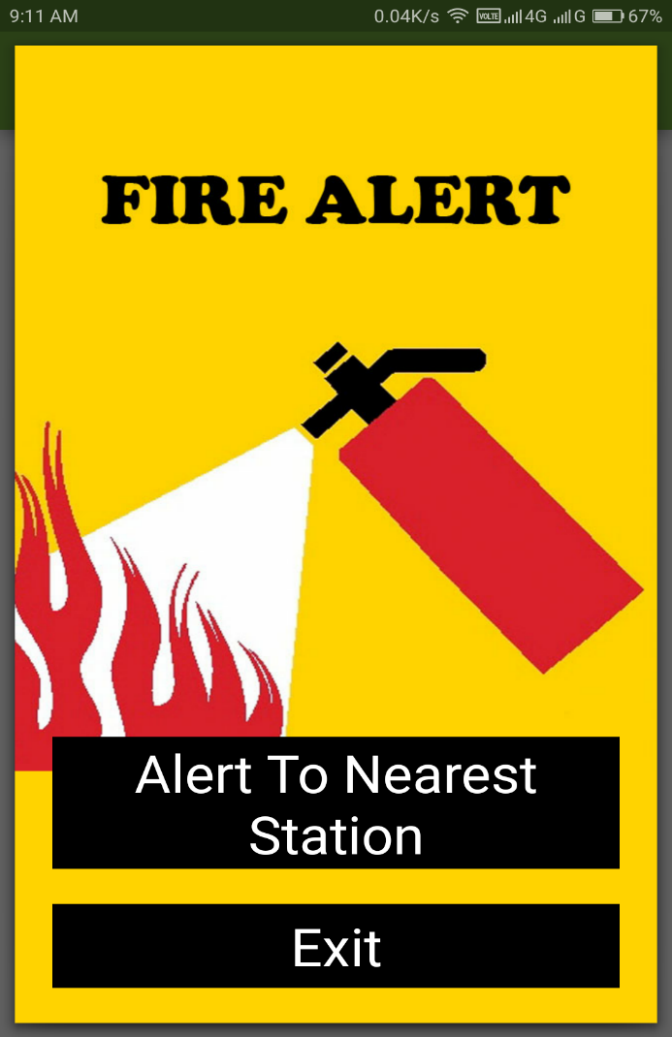 9:11 AM 0.04K/s VOLTE 4G G 67%
FIRE ALERT
Alert To Nearest
Station
Exit